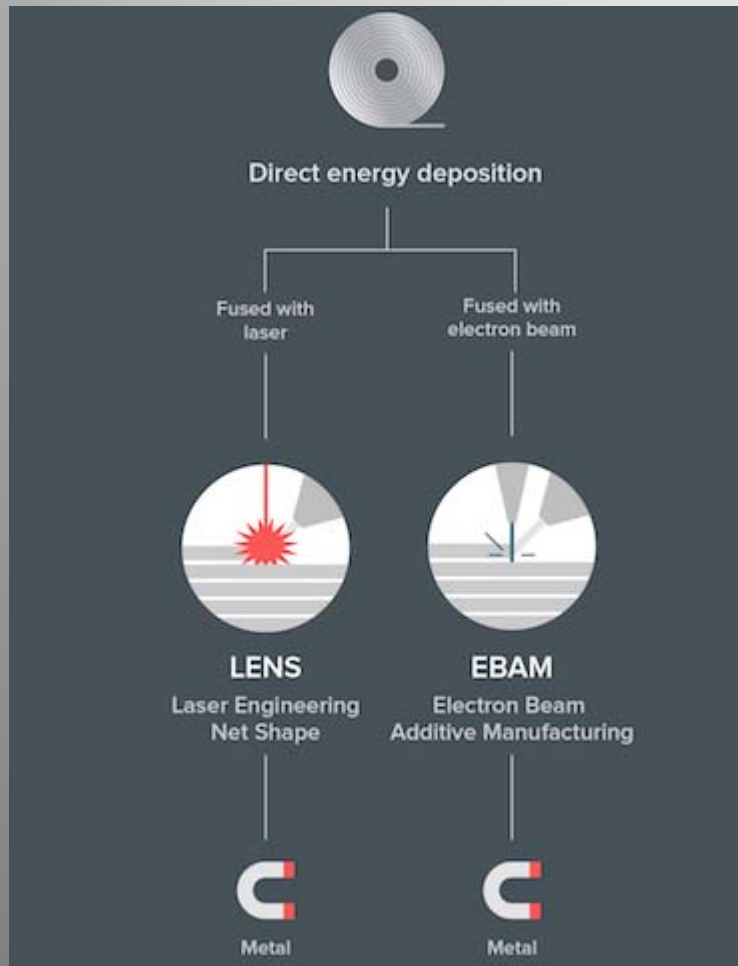 Direct energy deposition
Fused with
laser
Fused with
electron beam
LENS
Laser Engineering
Net Shape
EBAM
Electron Beam
Additive Manufacturing
Metal
Metal